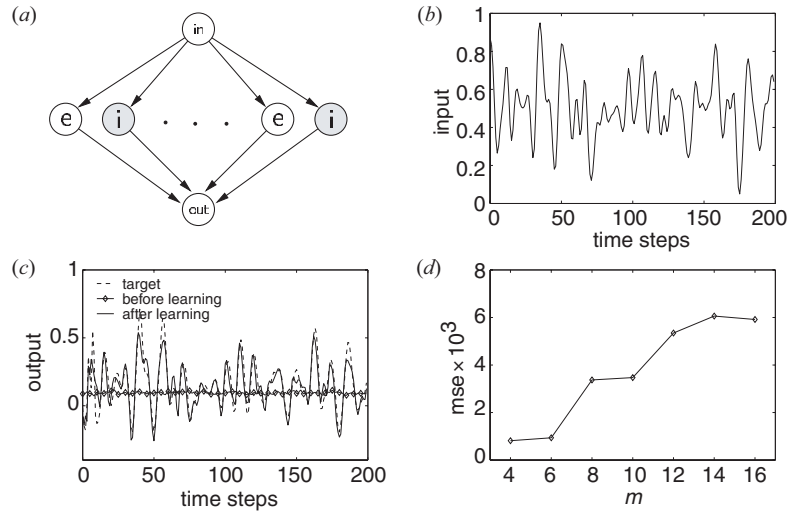 (a)
in
e
i
. . .
e
i
out
(b)
input
1
0.8
0.6
0.4
0.2
0
0
50
100
150
200
time steps
(c)
output
1
0.5
0
target
before learning
after learning
0
50
100
150
200
time steps
(d)
mse × 10³
8
6
4
2
0
4
6
8
10
12
14
16
m